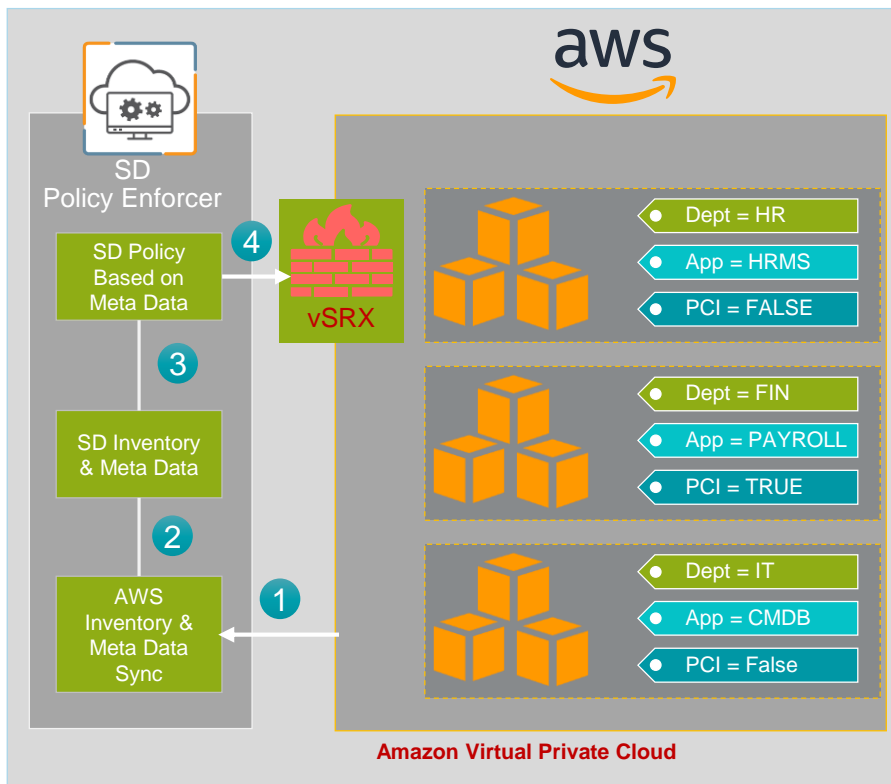 aws
SD
Policy Enforcer
SD Policy
Based on
Meta Data
4
vSRX
3
SD Inventory
& Meta Data
2
AWS
Inventory &
Meta Data
Sync
1
Dept = HR
App = HRMS
PCI = FALSE
Dept = FIN
App = PAYROLL
PCI = TRUE
Dept = IT
App = CMDB
PCI = False
Amazon Virtual Private Cloud